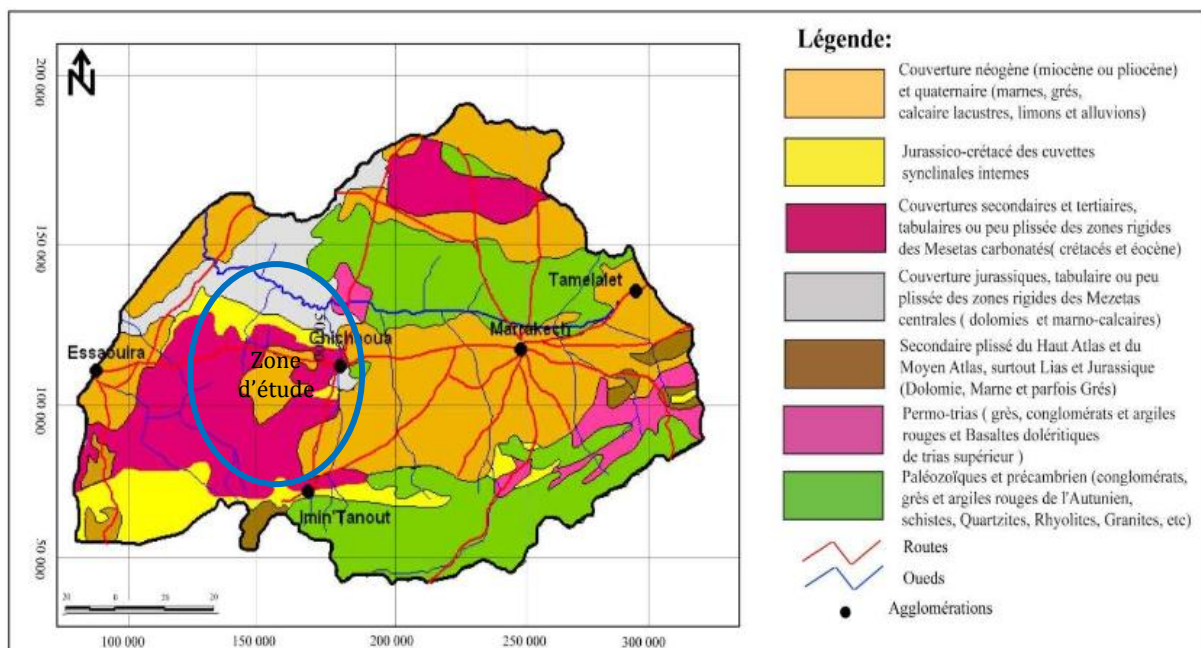 Légende:
Couverture néogène (miocène ou pliocène)
et quaternaire (marnes, grés,
calcaire lacustres, limons et alluvions)
Jurassico-crétacé des cuvettes
synclinales internes
Couvertures secondaires et tertiaires,
tabulaires ou peu plissée des zones rigides
des Mesetas carbonatés( crétacés et éocène)
Couverture jurassiques, tabulaire ou peu
plissée des zones rigides des Mezetas
centrales ( dolomies et marno-calcaires)
Secondaire plissé du Haut Atlas et du
Moyen Atlas, surtout Lias et Jurassique
(Dolomie, Marne et parfois Grés)
Permo-trias ( grès, conglomérats et argiles
rouges et Basaltes doléritiques
de trias supérieur )
Paléozoïques et précambrien (conglomérats,
grès et argiles rouges de l'Autunien,
schistes, Quartzites, Rhyolites, Granites, etc)
Routes
Oueds
Agglomérations
N
200 000
150 000
100 000
50 000
Tamelalet
Marrakech
Chichaoua
Essaouira
Zone
d'étude
Imin'Tanout
20 0 20
100 000 150 000 200 000 250 000 300 000